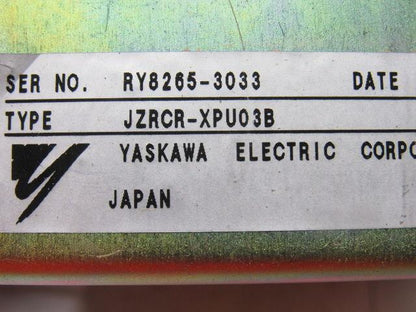 SER NO. RY8265-3033 DATE
TYPE JZRCR-XPU03B
YASKAWA ELECTRIC CORPO
JAPAN